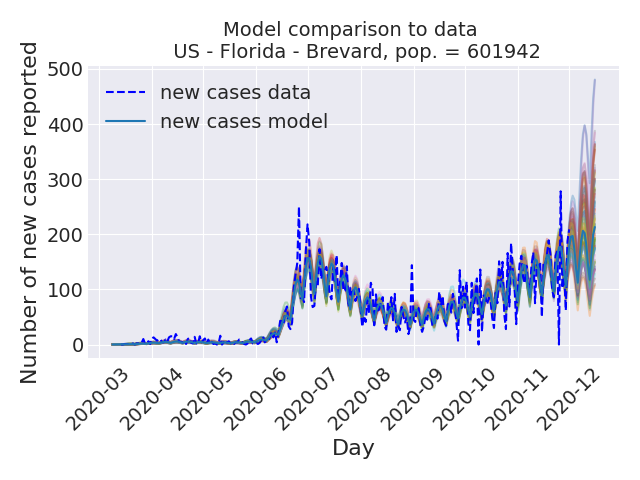 Model comparison to data
US - Florida - Brevard, pop. = 601942
new cases data
new cases model
Number of new cases reported
500
400
300
200
100
0
2020-03
2020-04
2020-05
2020-06
2020-07
2020-08
2020-09
2020-10
2020-11
2020-12
Day